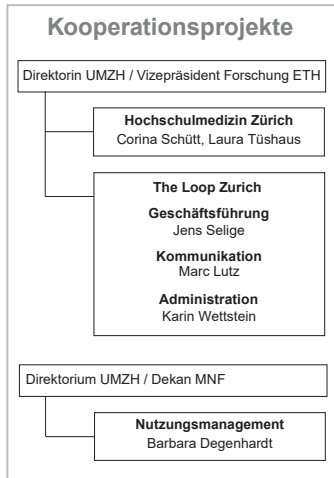 Kooperationsprojekte
Direktorin UMZH / Vizepräsident Forschung ETH
Hochschulmedizin Zürich
Corina Schütt, Laura Tüshaus
The Loop Zurich
Geschäftsführung
Jens Selige
Kommunikation
Marc Lutz
Administration
Karin Wettstein
Direktorium UMZH / Dekan MNF
Nutzungsmanagement
Barbara Degenhardt